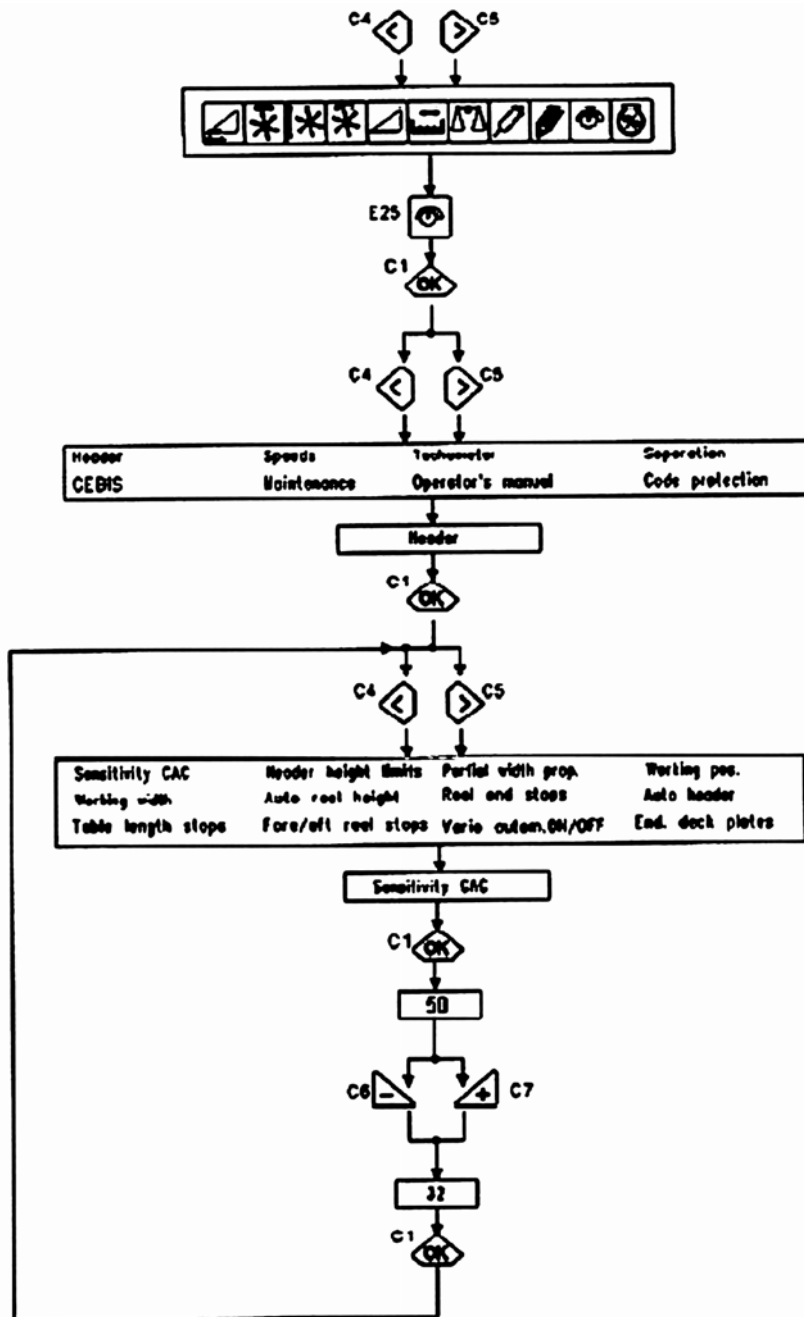 C4 < > C5
E25
C1 OK
C4 < > C5
Header Speeds Tachometer Separation
CEBIS Maintenance Operator's manual Code protection
Header
C1 OK
C4 < > C5
Sensitivity CAC Header height limits Partial width prop. Working pos.
Working width Auto reel height Reel end stops Auto header
Table length stops Fore/aft reel stops Vario autom.ON/OFF End. deck plates
Sensitivity CAC
C1 OK
50
C6 - + C7
32
C1 OK